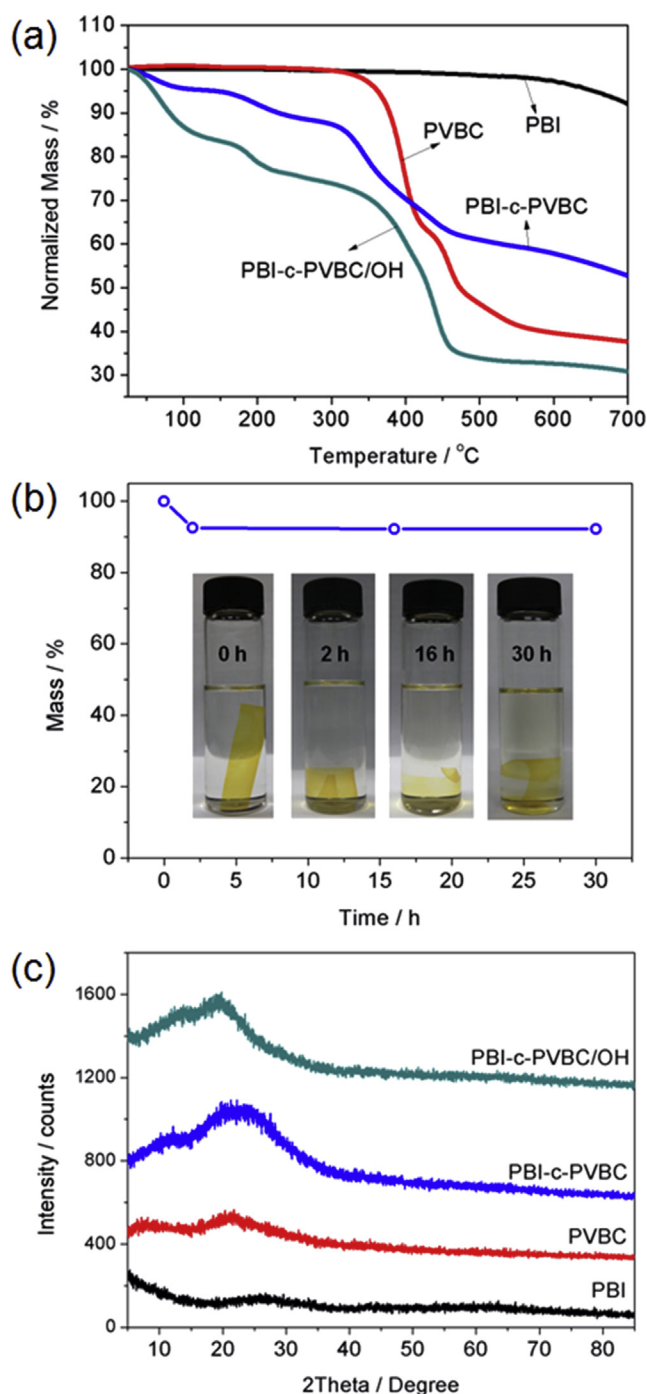 (a)
110
100
90
80
70
60
50
40
30
Normalized Mass / %
PBI
PVBC
PBI-c-PVBC
PBI-c-PVBC/OH
100 200 300 400 500 600 700
Temperature / °C
(b)
100
80
60
40
20
0
Mass / %
0 h 2 h 16 h 30 h
0 5 10 15 20 25 30
Time / h
(c)
1600
1200
800
400
0
Intensity / counts
PBI-c-PVBC/OH
PBI-c-PVBC
PVBC
PBI
10 20 30 40 50 60 70 80
2Theta / Degree